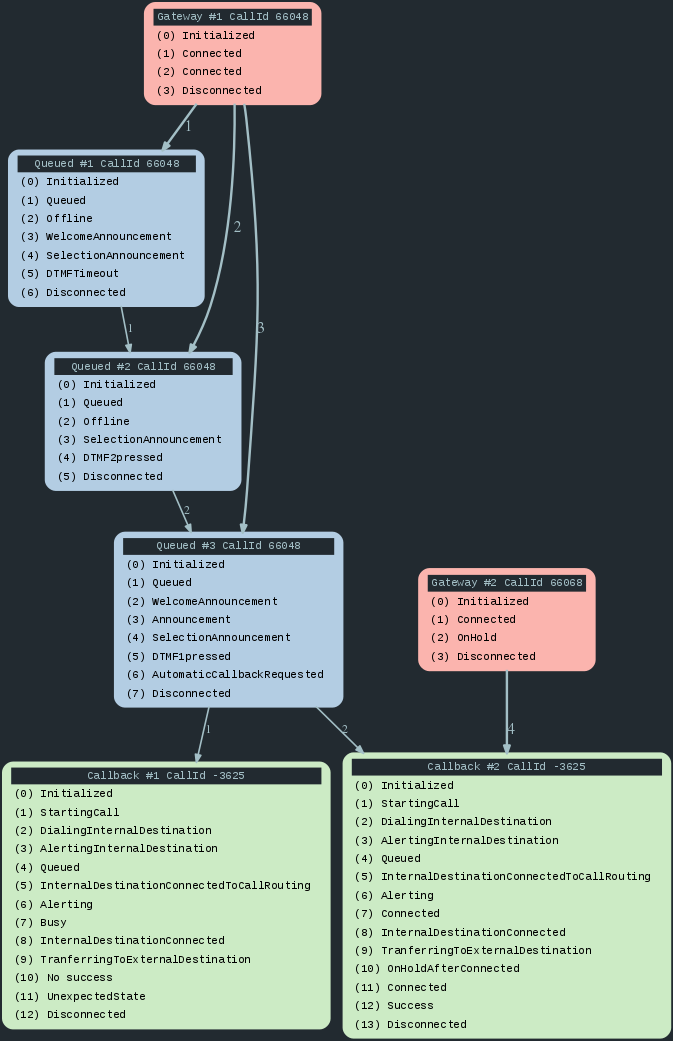 Gateway #1 CallId 66048
(0) Initialized
(1) Connected
(2) Connected
(3) Disconnected
1
Queued #1 CallId 66048
(0) Initialized
(1) Queued
(2) Offline
(3) WelcomeAnnouncement
(4) SelectionAnnouncement
(5) DTMFTimeout
(6) Disconnected
2
3
1
Queued #2 CallId 66048
(0) Initialized
(1) Queued
(2) Offline
(3) SelectionAnnouncement
(4) DTMF2pressed
(5) Disconnected
2
Queued #3 CallId 66048
(0) Initialized
(1) Queued
(2) WelcomeAnnouncement
(3) Announcement
(4) SelectionAnnouncement
(5) DTMF1pressed
(6) AutomaticCallbackRequested
(7) Disconnected
Gateway #2 CallId 66068
(0) Initialized
(1) Connected
(2) OnHold
(3) Disconnected
1
2
4
Callback #1 CallId -3625
(0) Initialized
(1) StartingCall
(2) DialingInternalDestination
(3) AlertingInternalDestination
(4) Queued
(5) InternalDestinationConnectedToCallRouting
(6) Alerting
(7) Busy
(8) InternalDestinationConnected
(9) TranferringToExternalDestination
(10) No success
(11) UnexpectedState
(12) Disconnected
Callback #2 CallId -3625
(0) Initialized
(1) StartingCall
(2) DialingInternalDestination
(3) AlertingInternalDestination
(4) Queued
(5) InternalDestinationConnectedToCallRouting
(6) Alerting
(7) Connected
(8) InternalDestinationConnected
(9) TranferringToExternalDestination
(10) OnHoldAfterConnected
(11) Connected
(12) Success
(13) Disconnected